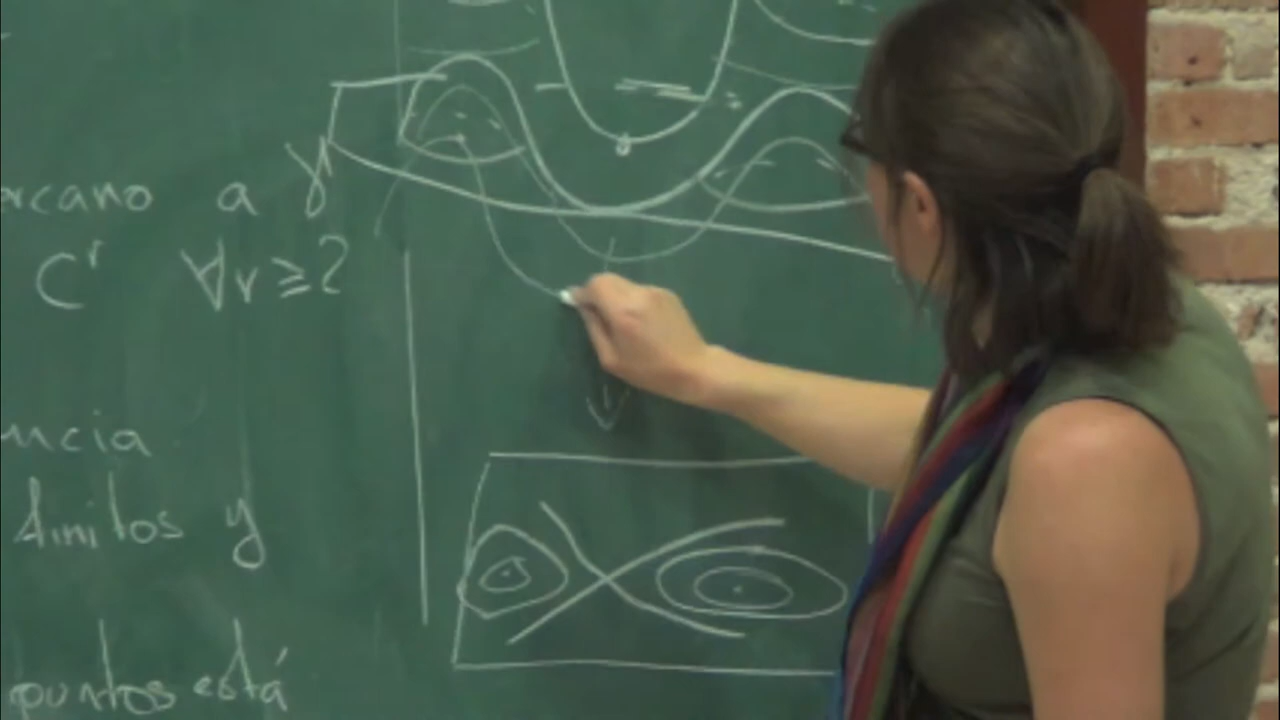 rcano a γ
C^r ∀r ≥ 2
ncia
finitos y
puntos está